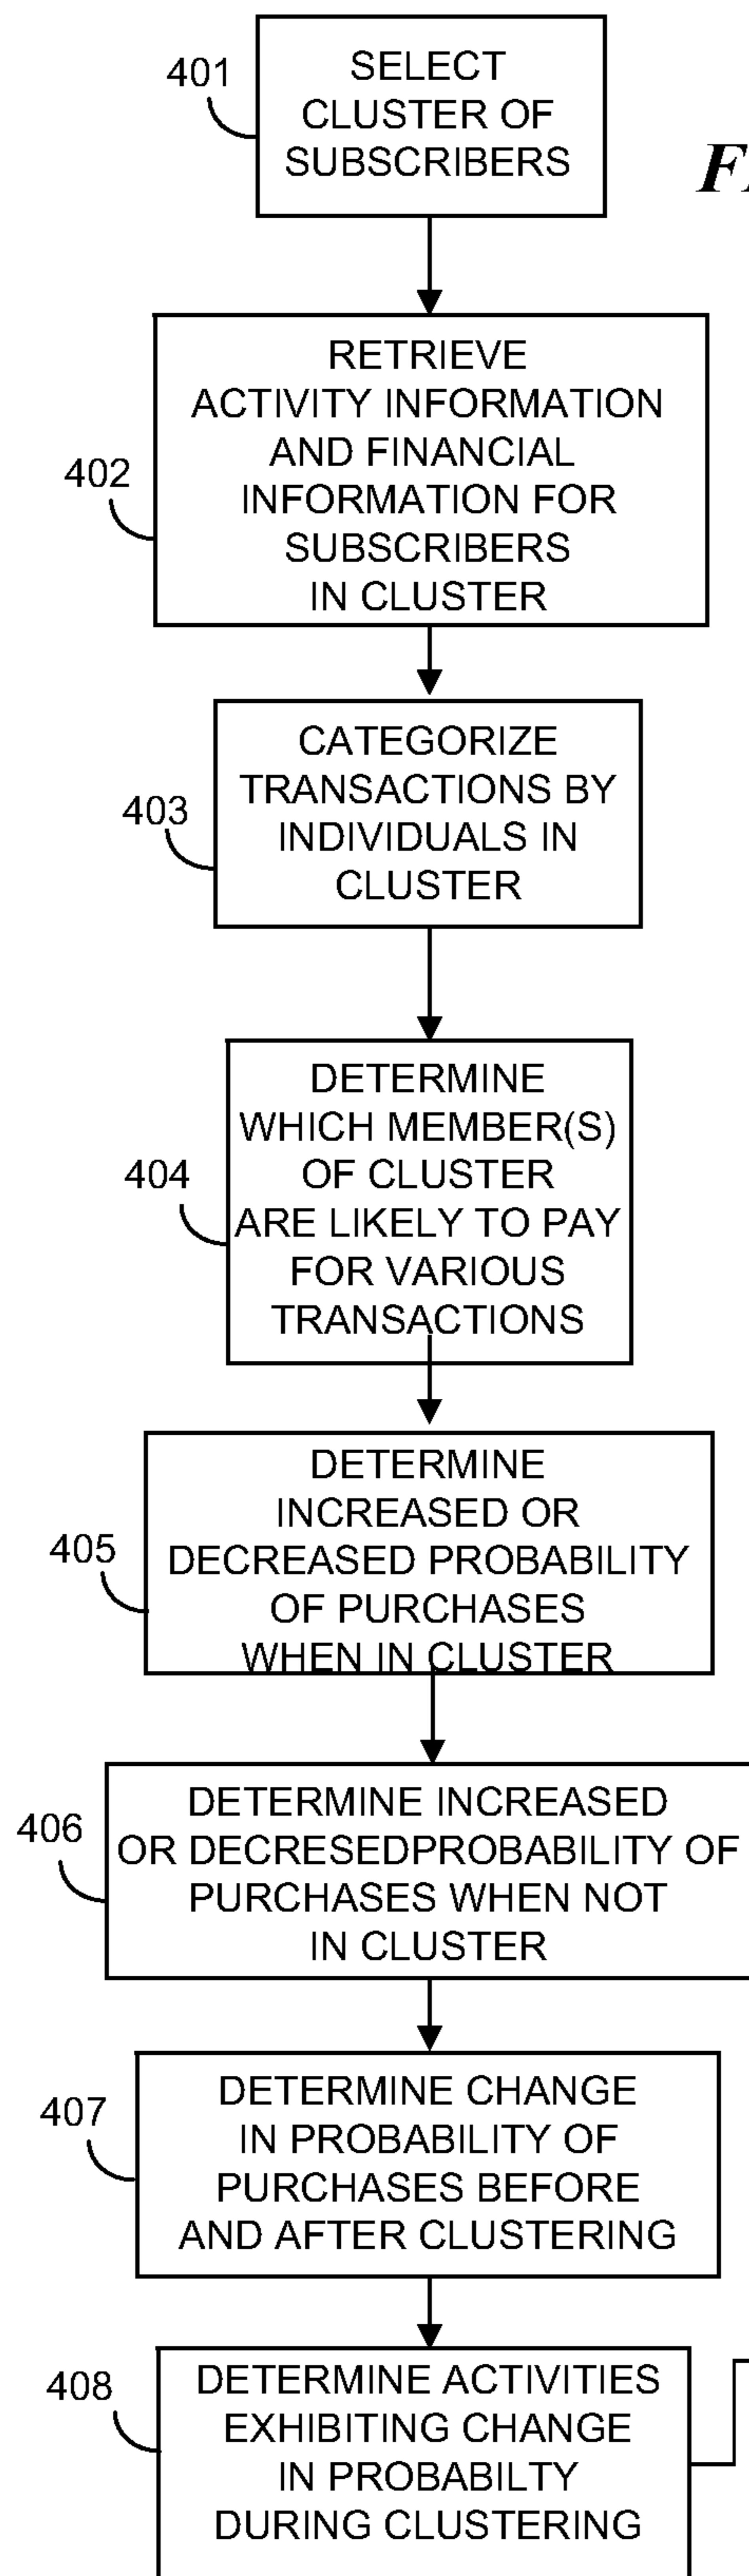 401
SELECT
CLUSTER OF
SUBSCRIBERS
402
RETRIEVE
ACTIVITY INFORMATION
AND FINANCIAL
INFORMATION FOR
SUBSCRIBERS
IN CLUSTER
403
CATEGORIZE
TRANSACTIONS BY
INDIVIDUALS IN
CLUSTER
404
DETERMINE
WHICH MEMBER(S)
OF CLUSTER
ARE LIKELY TO PAY
FOR VARIOUS
TRANSACTIONS
405
DETERMINE
INCREASED OR
DECREASED PROBABILITY
OF PURCHASES
WHEN IN CLUSTER
406
DETERMINE INCREASED
OR DECRESEDPROBABILITY OF
PURCHASES WHEN NOT
IN CLUSTER
407
DETERMINE CHANGE
IN PROBABILITY OF
PURCHASES BEFORE
AND AFTER CLUSTERING
408
DETERMINE ACTIVITIES
EXHIBITING CHANGE
IN PROBABILTY
DURING CLUSTERING